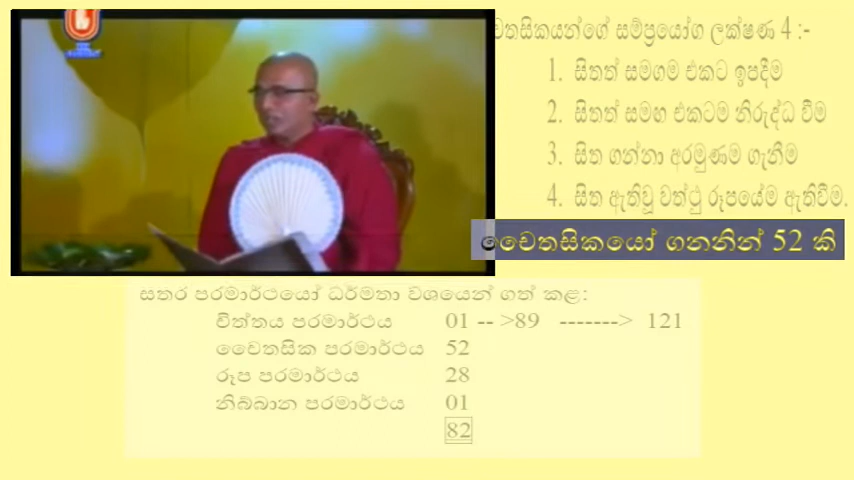 චෛතසිකයන්ගේ සම්ප්‍රයෝග ලක්ෂණ 4 :-
1. සිතත් සමගම එකට ඉපදීම
2. සිතත් සමඟ එකටම නිරුද්ධ වීම
3. සිත ගන්නා අරමුණම ගැනීම
4. සිත ඇතිවූ වත්ථු රූපයේම ඇතිවීම.
චෛතසිකයෝ ගනනින් 52 කි
සතර පරමාර්ථයෝ ධර්මතා වශයෙන් ගත් කළ:
චිත්තය පරමාර්ථය 01 -- >89 -------> 121
චෛතසික පරමාර්ථය 52
රූප පරමාර්ථය 28
නිබ්බාන පරමාර්ථය 01
82